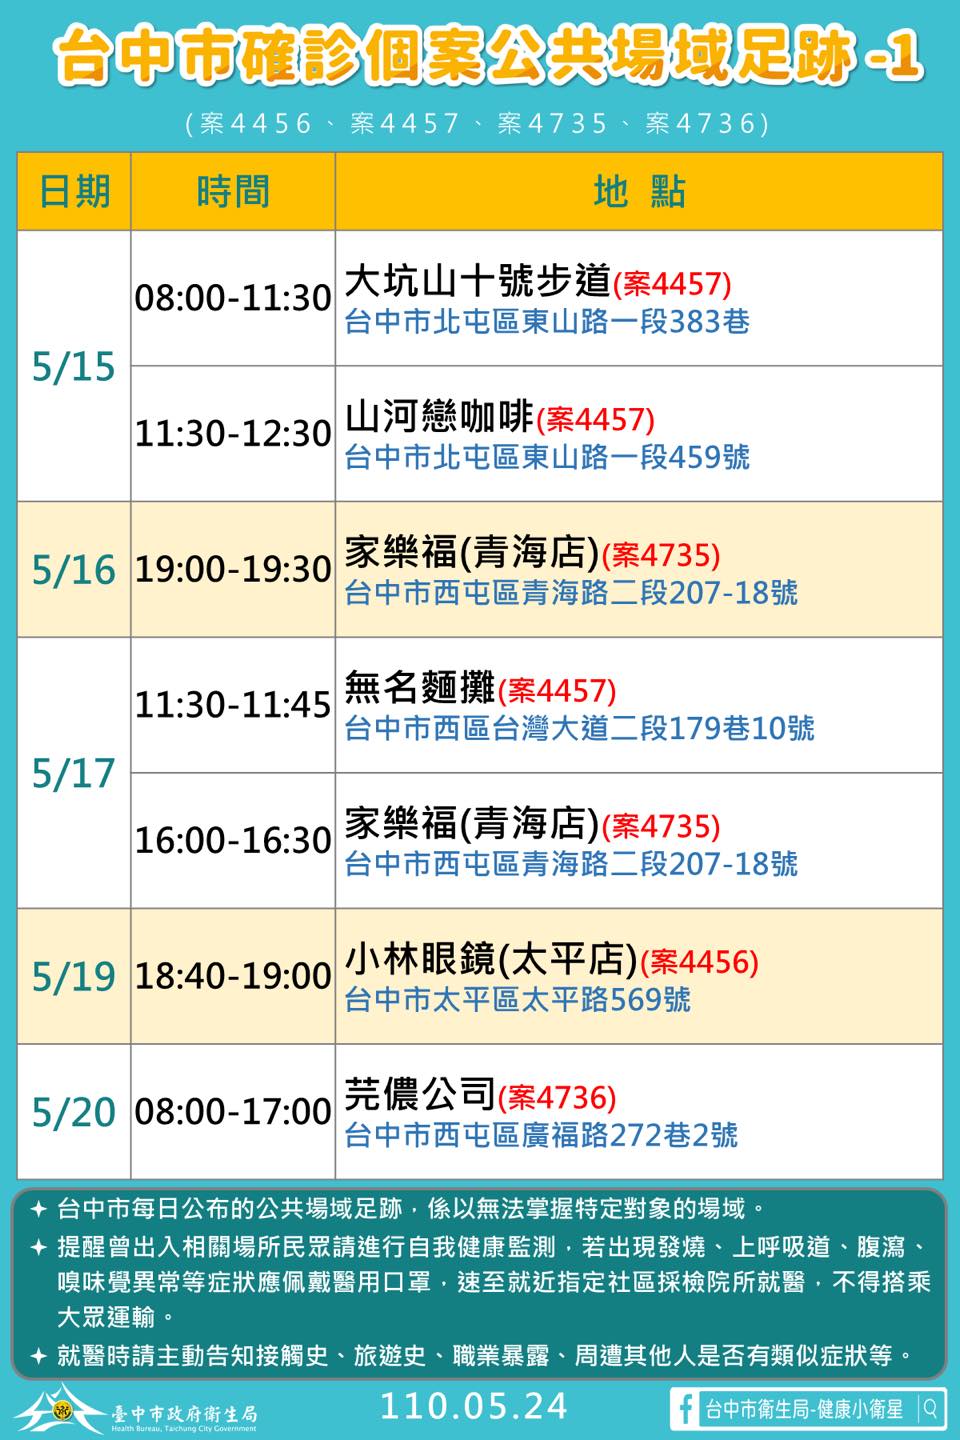 台中市確診個案公共場域足跡-1
(案4456、案4457、案4735、案4736)
日期 時間 地點
5/15
08:00-11:30
大坑山十號步道(案4457)
台中市北屯區東山路一段383巷
11:30-12:30
山河戀咖啡(案4457)
台中市北屯區東山路一段459號
5/16
19:00-19:30
家樂福(青海店)(案4735)
台中市西屯區青海路二段207-18號
5/17
11:30-11:45
無名麵攤(案4457)
台中市西區台灣大道二段179巷10號
16:00-16:30
家樂福(青海店)(案4735)
台中市西屯區青海路二段207-18號
5/19
18:40-19:00
小林眼鏡(太平店)(案4456)
台中市太平區太平路569號
5/20
08:00-17:00
芫儂公司(案4736)
台中市西屯區廣福路272巷2號
台中市每日公布的公共場域足跡，係以無法掌握特定對象的場域。
提醒曾出入相關場所民眾請進行自我健康監測，若出現發燒、上呼吸道、腹瀉、
嗅味覺異常等症狀應佩戴醫用口罩，速至就近指定社區採檢院所就醫，不得搭乘
大眾運輸。
就醫時請主動告知接觸史、旅遊史、職業暴露、周遭其他人是否有類似症狀等。
臺中市政府衛生局
Health Bureau, Taichung City Government
110.05.24
f 台中市衛生局-健康小衛星